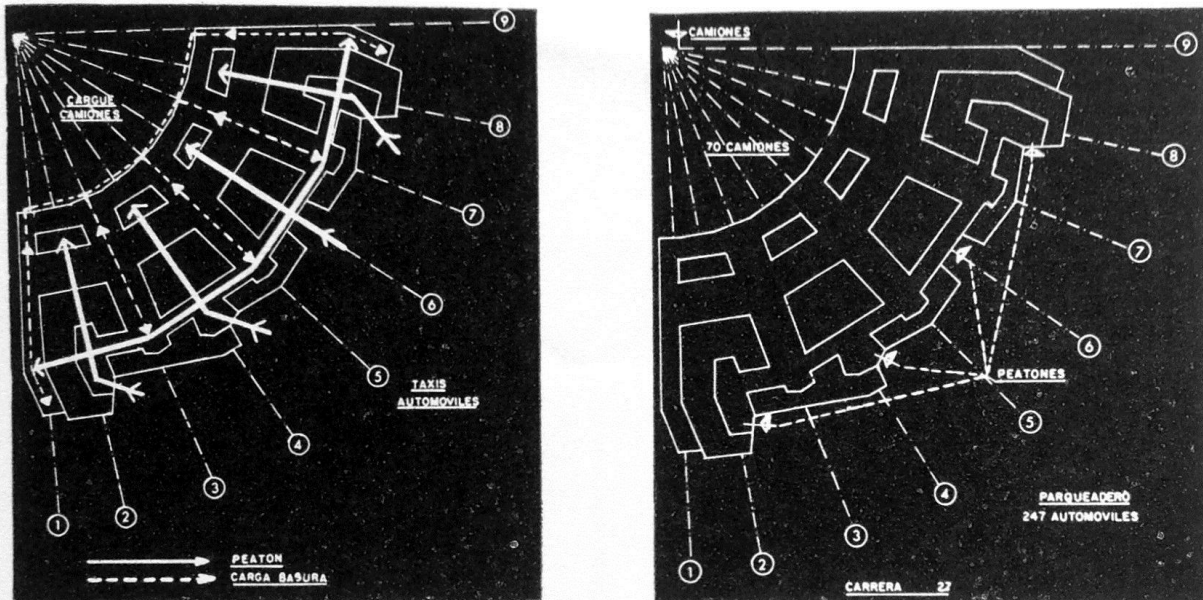 9
CARGUE
CAMIONES
8
7
6
5
TAXIS
AUTOMOVILES
4
3
2
1
PEATON
CARGA BASURA
CAMIONES
9
70 CAMIONES
8
7
6
PEATONES
5
4
PARQUEADERO
247 AUTOMOVILES
3
2
1
CARRERA 27